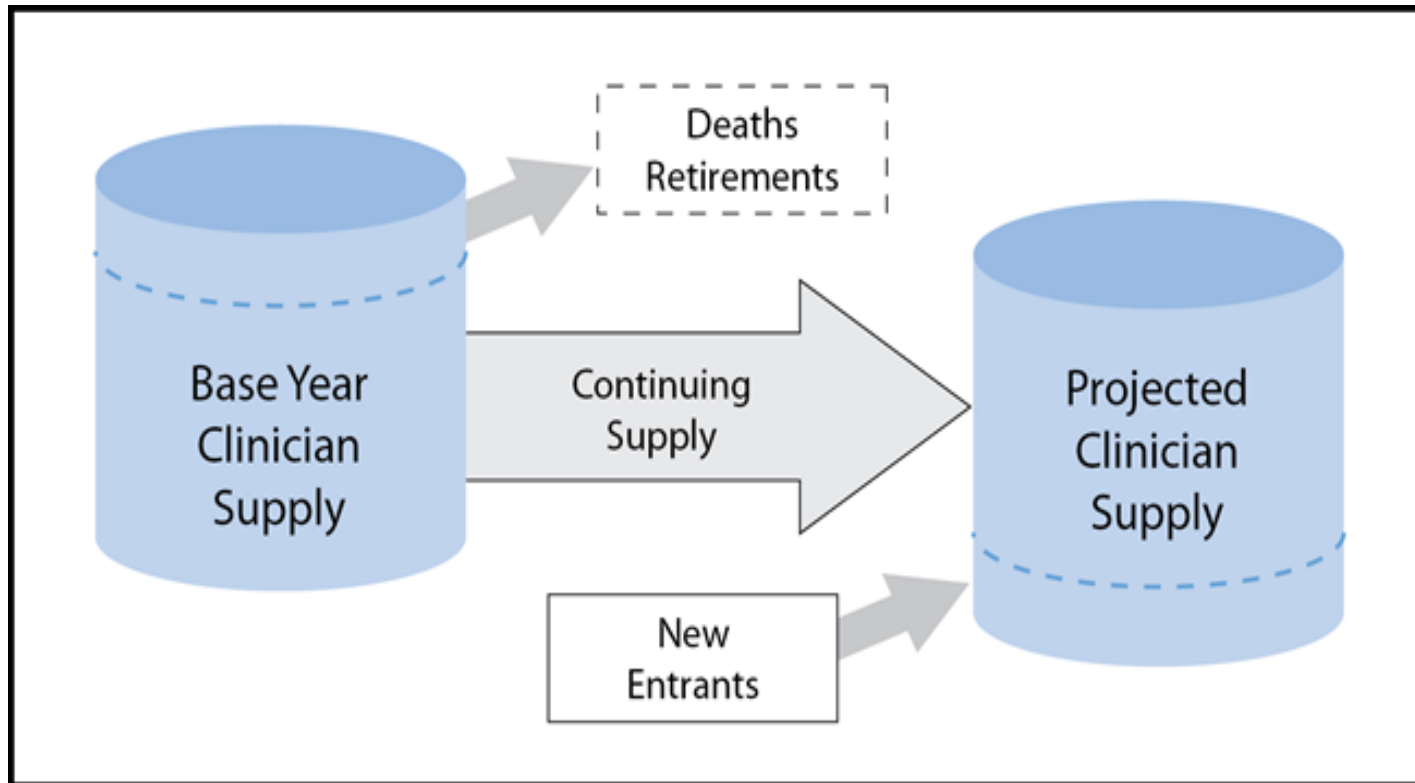 Deaths
Retirements
Base Year
Clinician
Supply
Continuing
Supply
Projected
Clinician
Supply
New
Entrants